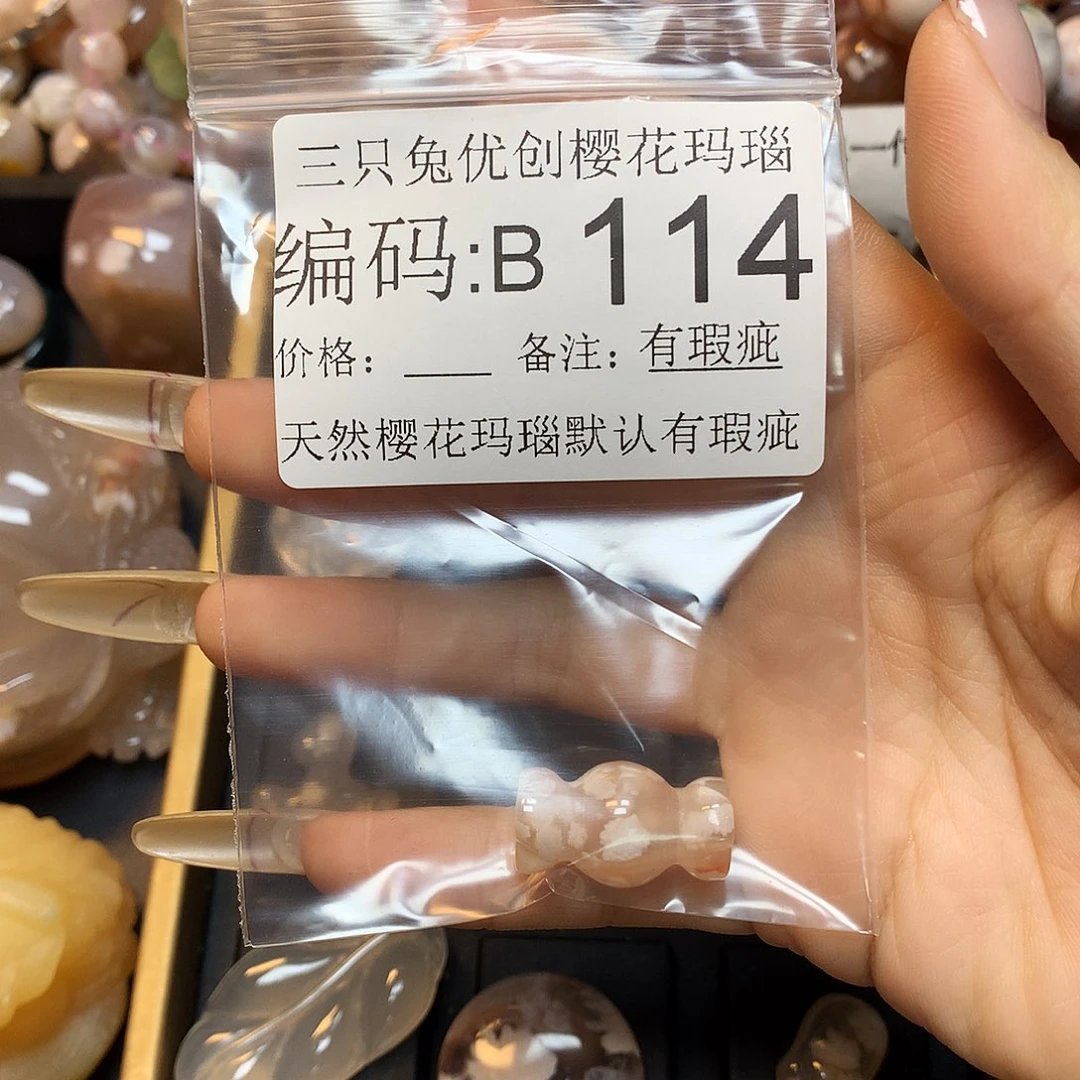 三只兔优创樱花玛瑙
编码:B 114
价格：____ 备注：有瑕疵
天然樱花玛瑙默认有瑕疵